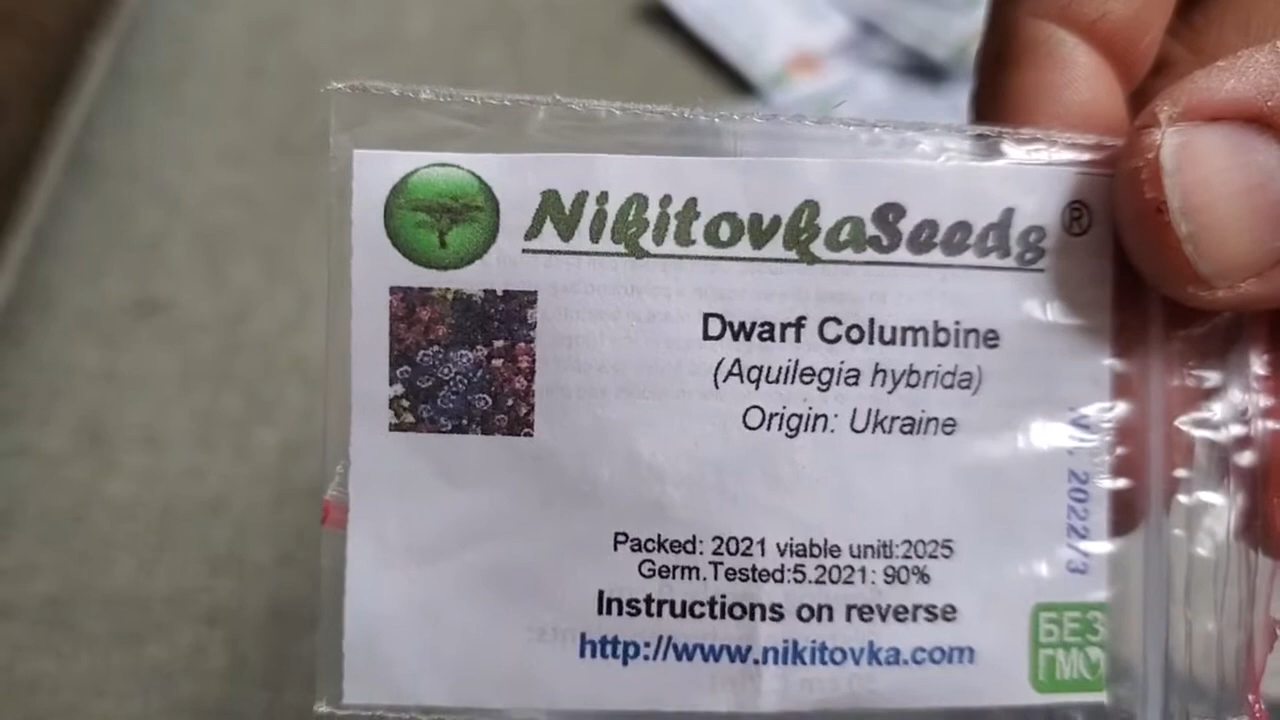 NikitovkaSeeds®
Dwarf Columbine
(Aquilegia hybrida)
Origin: Ukraine
2022/3
Packed: 2021 viable unitl:2025
Germ.Tested:5.2021: 90%
Instructions on reverse
http://www.nikitovka.com
БЕЗ
ГМО